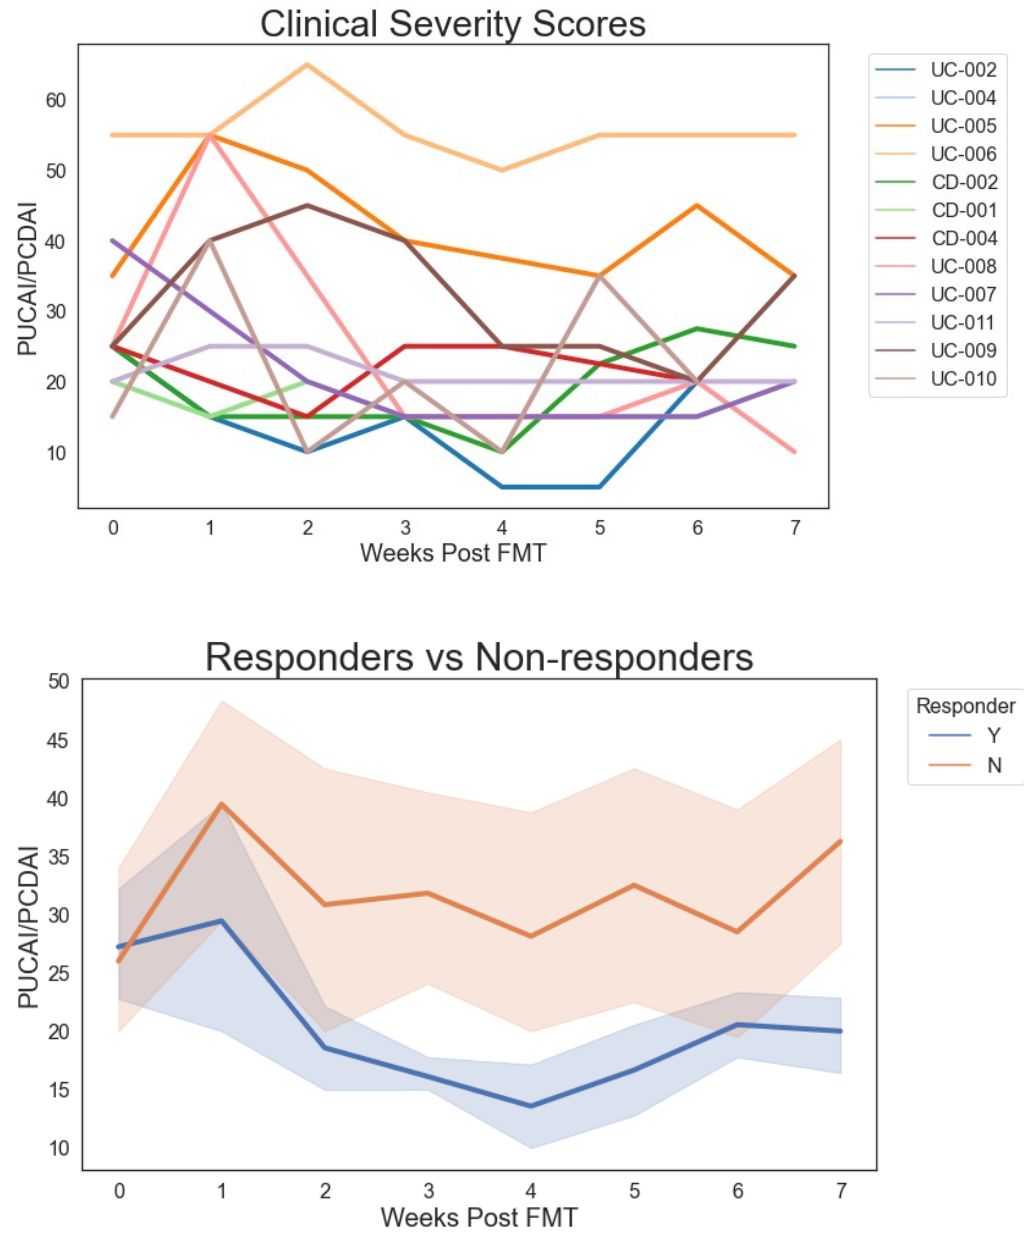 Clinical Severity Scores
PUCAI/PCDAI
60
50
40
30
20
10
0 1 2 3 4 5 6 7
Weeks Post FMT
UC-002
UC-004
UC-005
UC-006
CD-002
CD-001
CD-004
UC-008
UC-007
UC-011
UC-009
UC-010
Responders vs Non-responders
PUCAI/PCDAI
50
45
40
35
30
25
20
15
10
0 1 2 3 4 5 6 7
Weeks Post FMT
Responder
Y
N